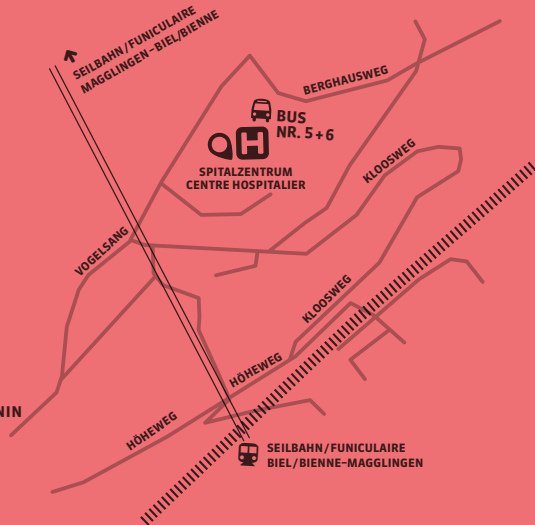 SEILBAHN/FUNICULAIRE
MAGGLINGEN–BIEL/BIENNE
BERGHAUSWEG
BUS
NR. 5+6
H
SPITALZENTRUM
CENTRE HOSPITALIER
KLOOSWEG
VOGELSANG
KLOOSWEG
HÖHEWEG
NIN
HÖHEWEG
SEILBAHN/FUNICULAIRE
BIEL/BIENNE–MAGGLINGEN